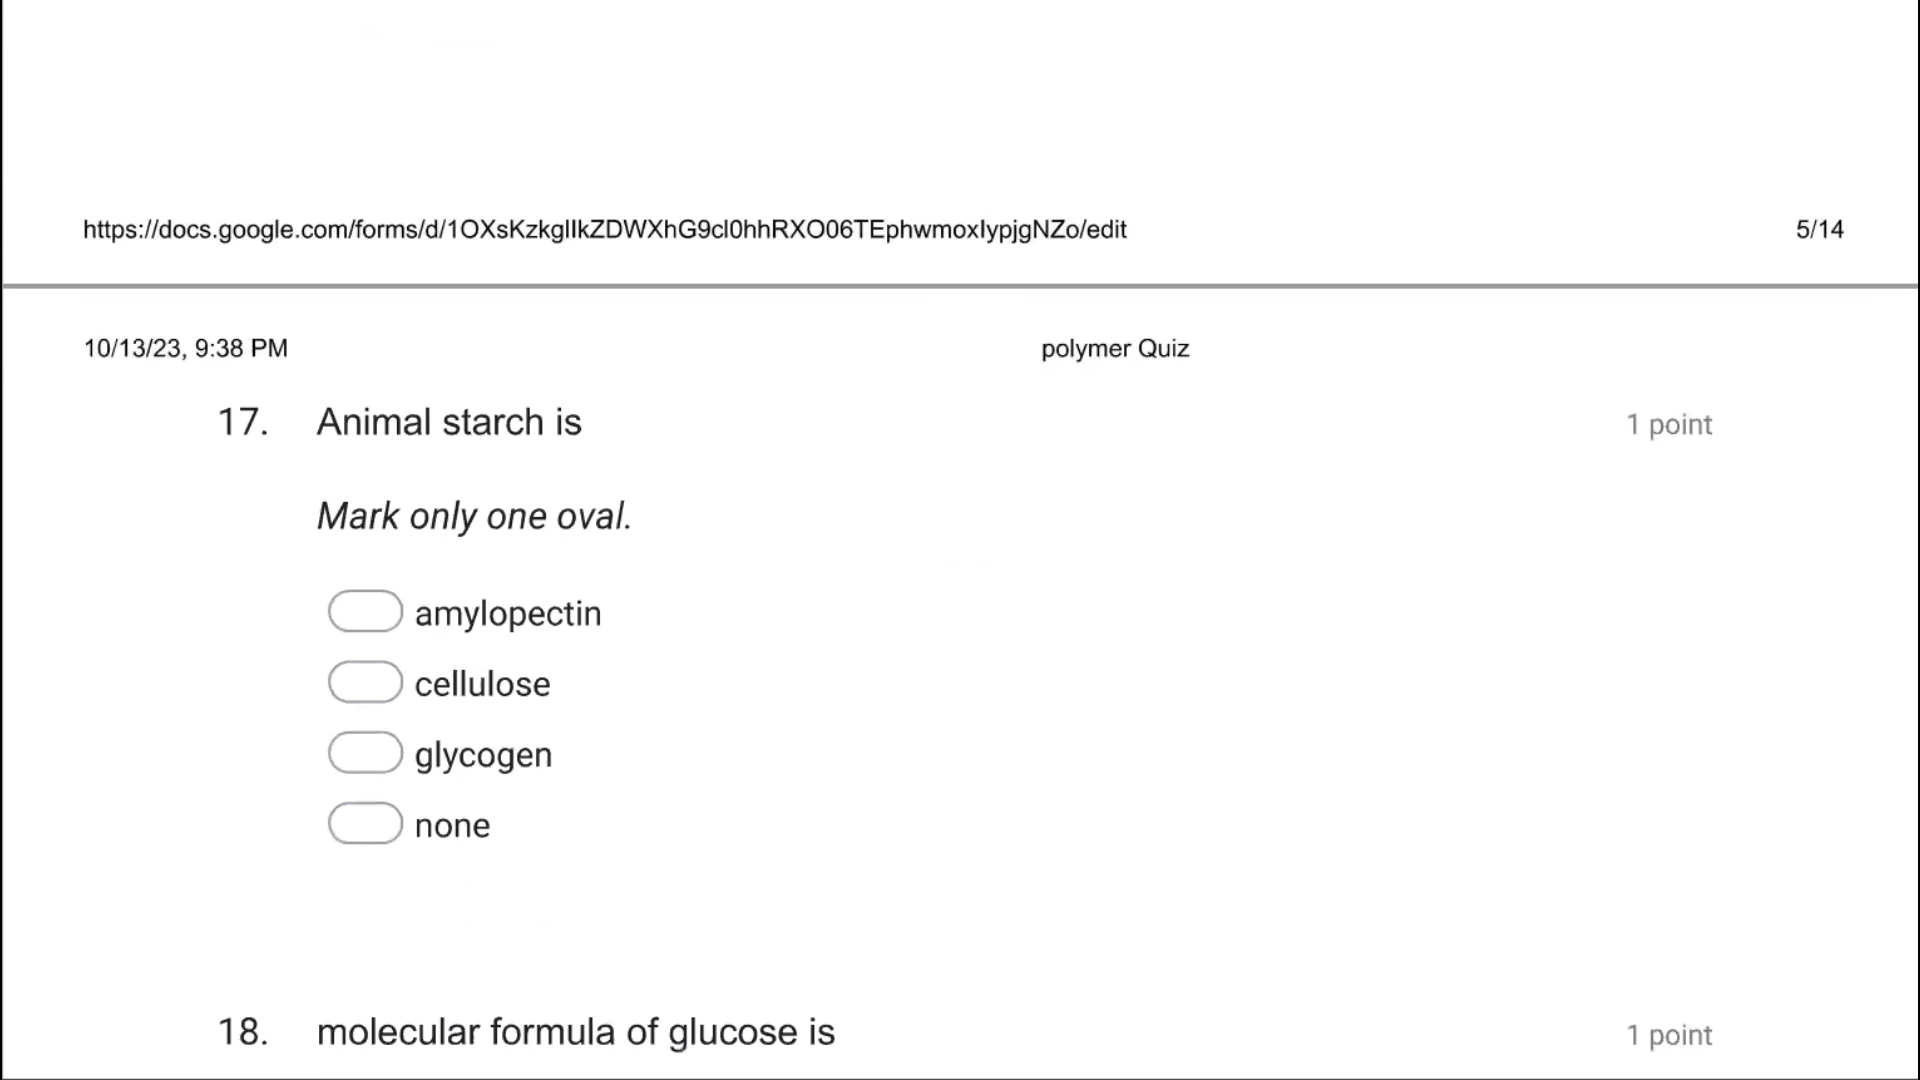 https://docs.google.com/forms/d/1OXsKzkgIlkZDWXhG9cl0hhRXO06TEphwmoxIypjgNZo/edit 5/14
10/13/23, 9:38 PM polymer Quiz
17. Animal starch is 1 point
Mark only one oval.
amylopectin
cellulose
glycogen
none
18. molecular formula of glucose is 1 point